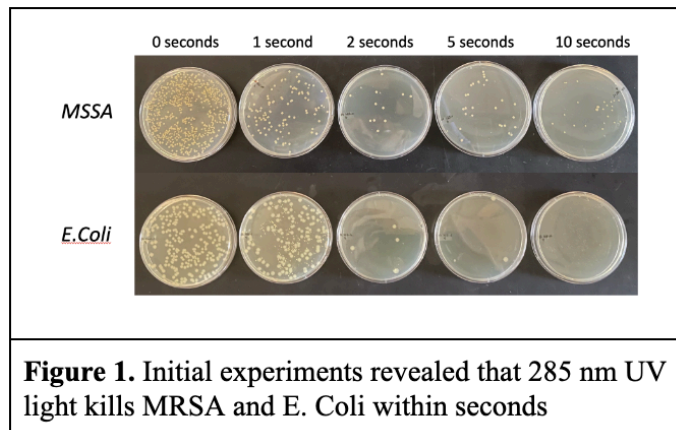 0 seconds 1 second 2 seconds 5 seconds 10 seconds
MSSA
E.Coli
Figure 1. Initial experiments revealed that 285 nm UV
light kills MRSA and E. Coli within seconds